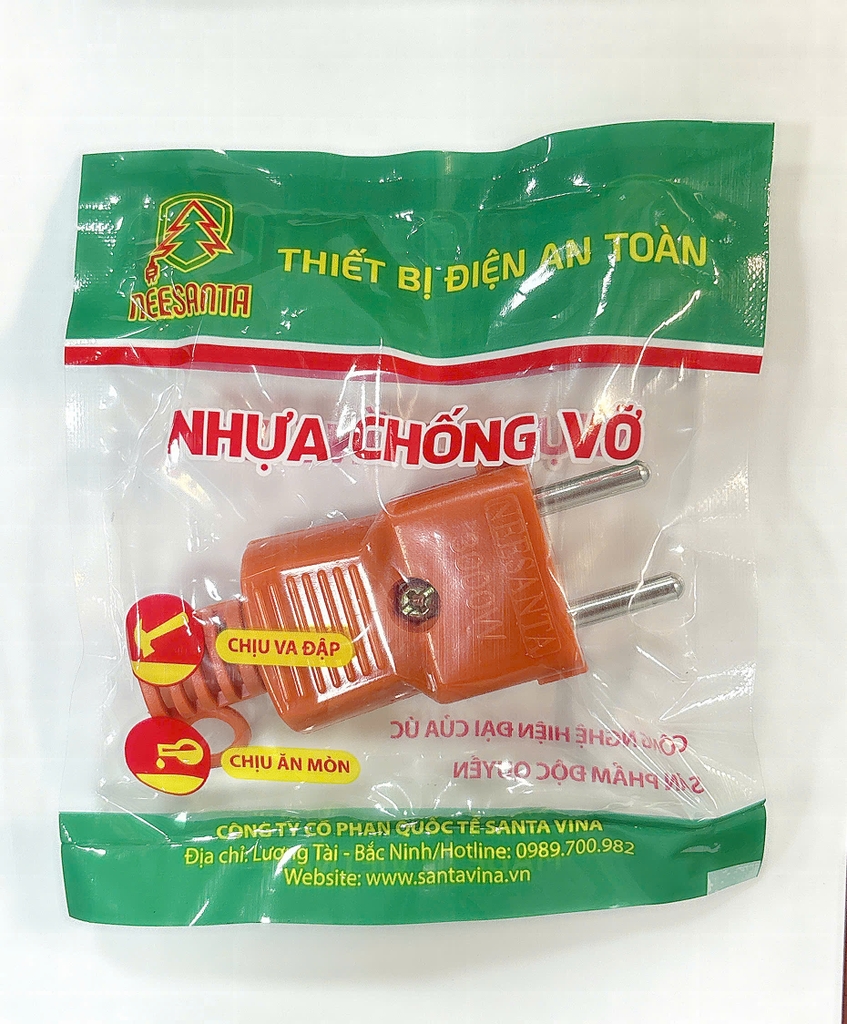 NEESANTA
THIẾT BỊ ĐIỆN AN TOÀN
NHỰA CHỐNG VỠ
NEESANTA
3000W
CHỊU VA ĐẬP
CHỊU ĂN MÒN
CÔNG NGHỆ HIỆN ĐẠI CỦA ÚC
SẢN PHẨM ĐỘC QUYỀN
CÔNG TY CỔ PHẦN QUỐC TẾ SANTA VINA
Địa chỉ: Lương Tài - Bắc Ninh/Hotline: 0989.700.982
Website: www.santavina.vn